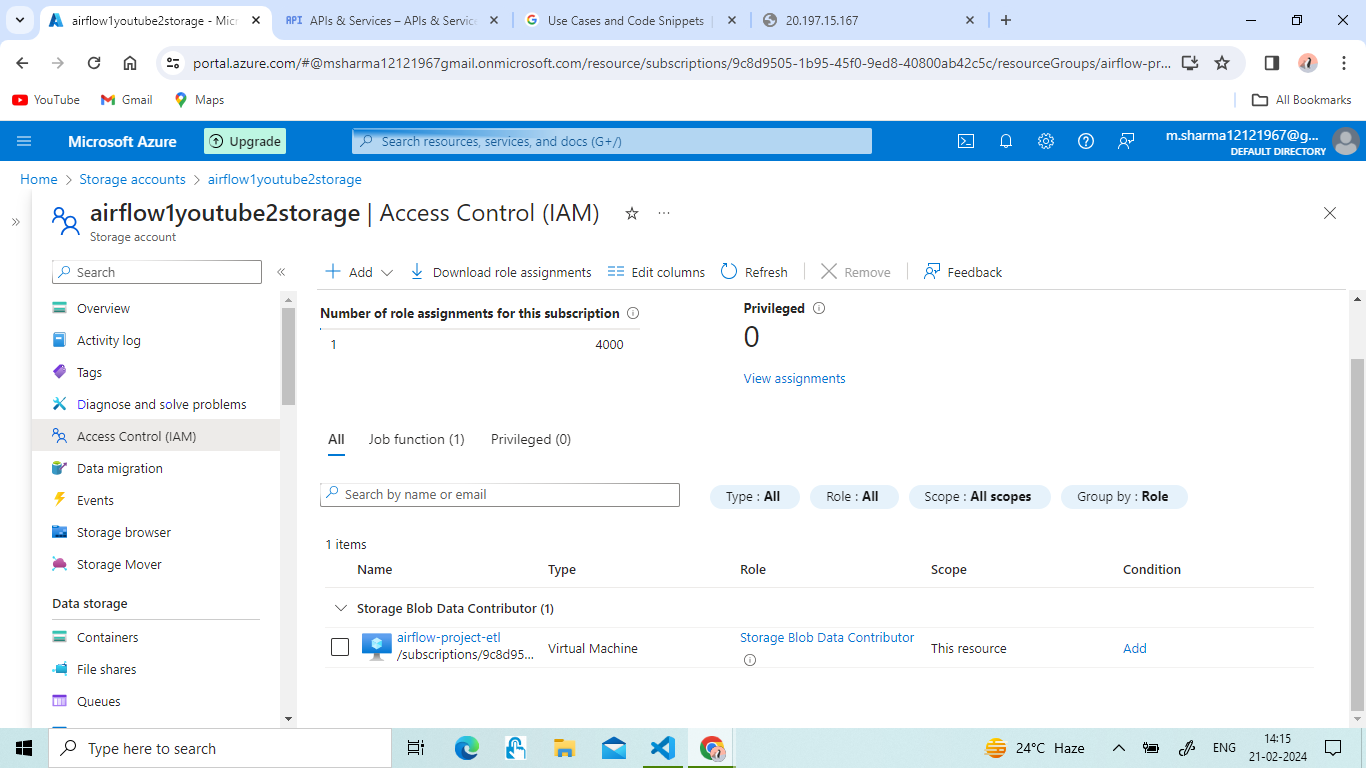 airflow1youtube2storage - Micr
APIs & Services – APIs & Service
Use Cases and Code Snippets
20.197.15.167
portal.azure.com/#@msharma12121967gmail.onmicrosoft.com/resource/subscriptions/9c8d9505-1b95-45f0-9ed8-40800ab42c5c/resourceGroups/airflow-pr...
YouTube
Gmail
Maps
All Bookmarks
Microsoft Azure
Upgrade
Search resources, services, and docs (G+/)
m.sharma12121967@g...
DEFAULT DIRECTORY
Home > Storage accounts > airflow1youtube2storage
airflow1youtube2storage | Access Control (IAM)
Storage account
Search
Add
Download role assignments
Edit columns
Refresh
Remove
Feedback
Overview
Activity log
Tags
Diagnose and solve problems
Access Control (IAM)
Data migration
Events
Storage browser
Storage Mover
Data storage
Containers
File shares
Queues
Number of role assignments for this subscription
1 4000
Privileged
0
View assignments
All Job function (1) Privileged (0)
Search by name or email
Type : All
Role : All
Scope : All scopes
Group by : Role
1 items
Name Type Role Scope Condition
Storage Blob Data Contributor (1)
airflow-project-etl
/subscriptions/9c8d95...
Virtual Machine
Storage Blob Data Contributor
This resource
Add
Type here to search
24°C Haze
ENG
14:15
21-02-2024